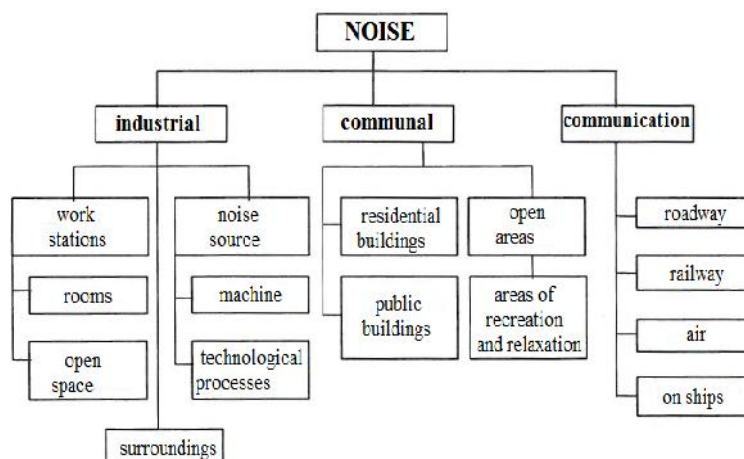 NOISE
industrial
communal
communication
work
stations
rooms
open
space
noise
source
machine
technological
processes
surroundings
residential
buildings
public
buildings
open
areas
areas of
recreation
and relaxation
roadway
railway
air
on ships